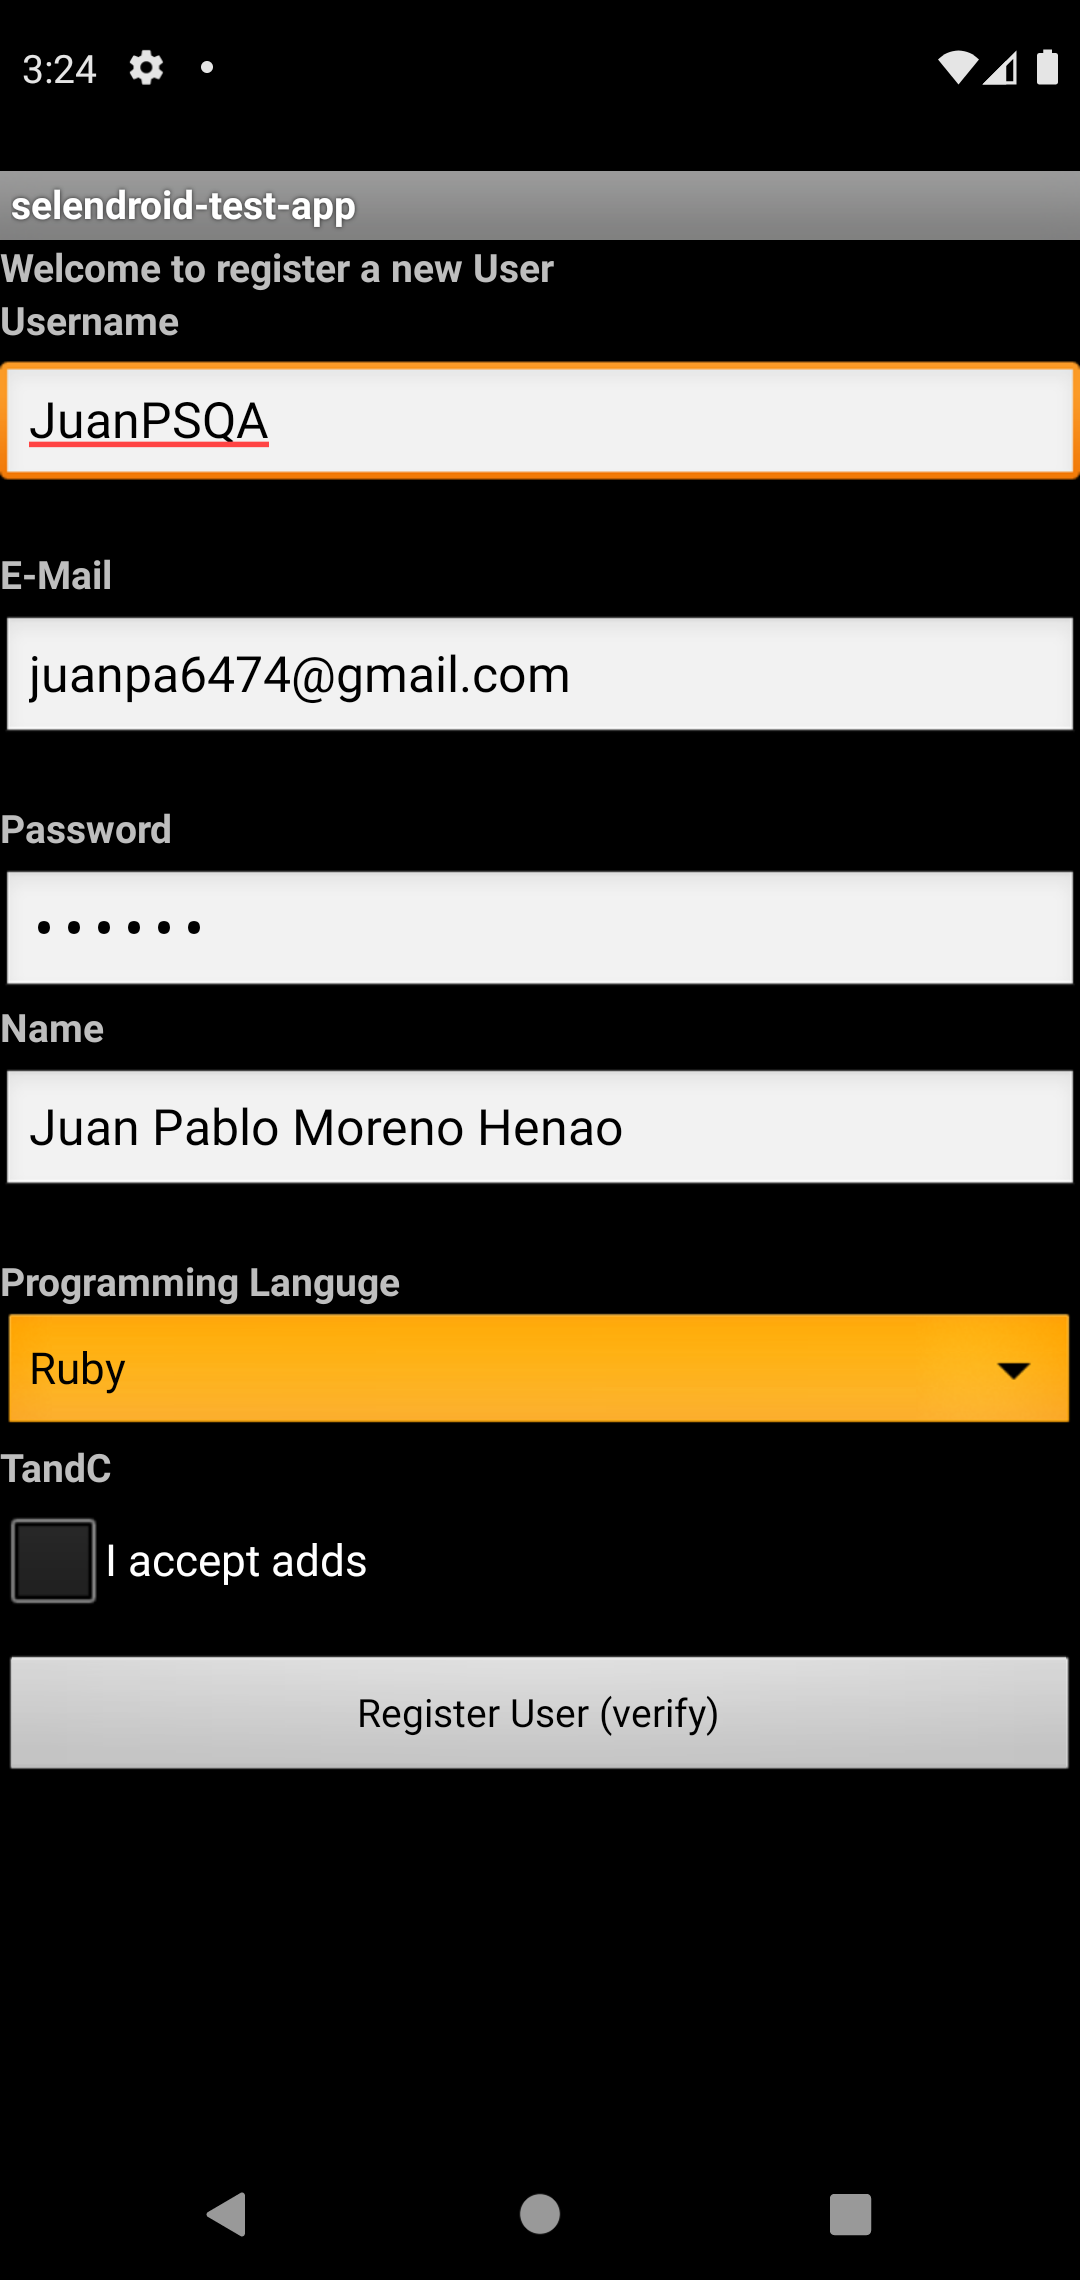 3:24
selendroid-test-app
Welcome to register a new User
Username
JuanPSQA
E-Mail
juanpa6474@gmail.com
Password
••••••
Name
Juan Pablo Moreno Henao
Programming Languge
Ruby
TandC
I accept adds
Register User (verify)